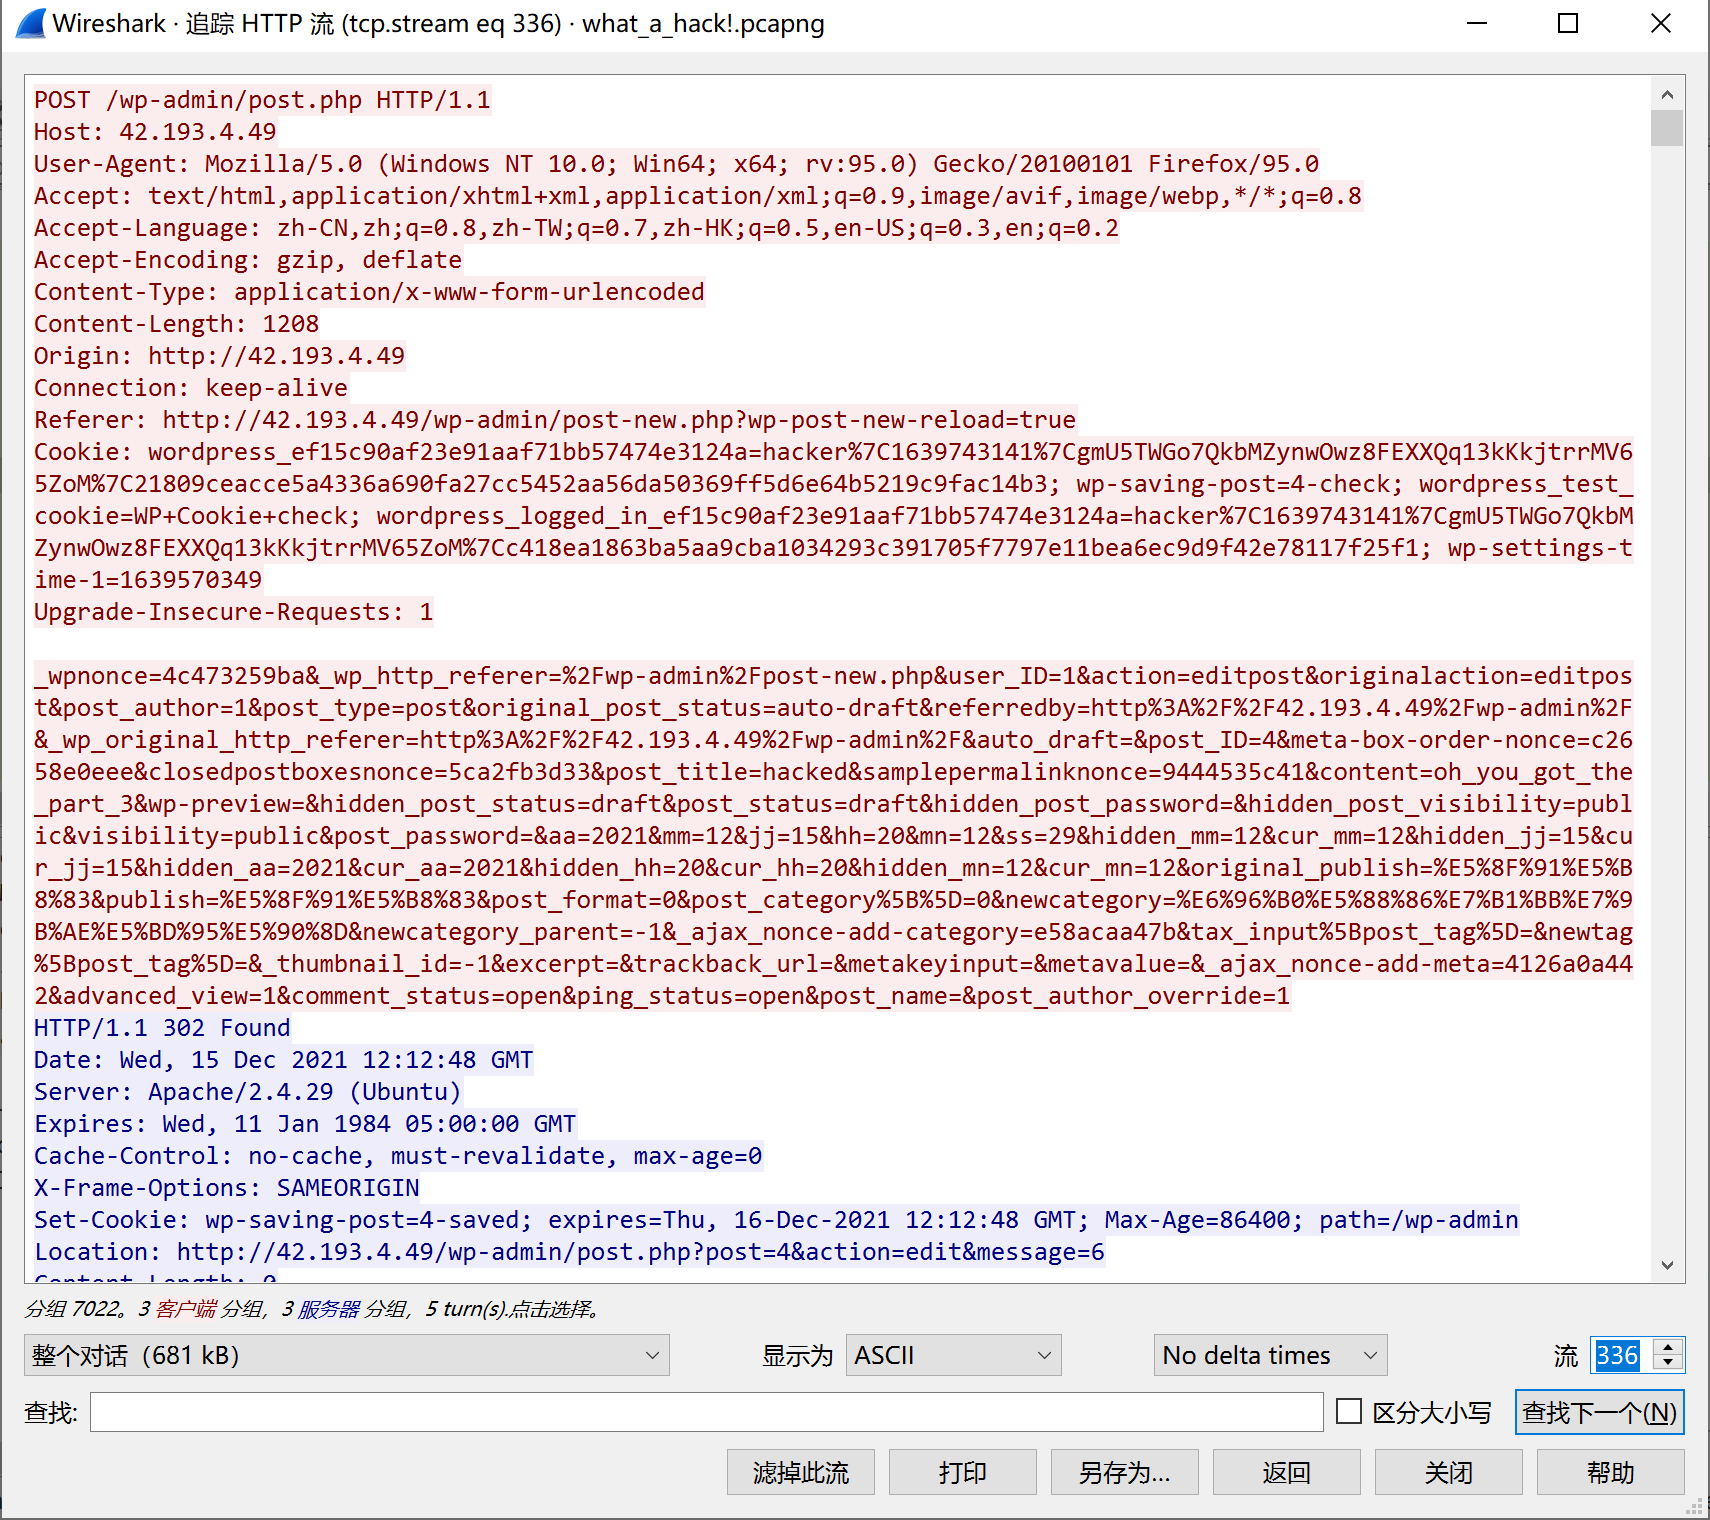 Wireshark · 追踪 HTTP 流 (tcp.stream eq 336) · what_a_hack!.pcapng
POST /wp-admin/post.php HTTP/1.1
Host: 42.193.4.49
User-Agent: Mozilla/5.0 (Windows NT 10.0; Win64; x64; rv:95.0) Gecko/20100101 Firefox/95.0
Accept: text/html,application/xhtml+xml,application/xml;q=0.9,image/avif,image/webp,*/*;q=0.8
Accept-Language: zh-CN,zh;q=0.8,zh-TW;q=0.7,zh-HK;q=0.5,en-US;q=0.3,en;q=0.2
Accept-Encoding: gzip, deflate
Content-Type: application/x-www-form-urlencoded
Content-Length: 1208
Origin: http://42.193.4.49
Connection: keep-alive
Referer: http://42.193.4.49/wp-admin/post-new.php?wp-post-new-reload=true
Cookie: wordpress_ef15c90af23e91aaf71bb57474e3124a=hacker%7C1639743141%7CgmU5TWGo7QkbMZynwOwz8FEXXQq13kKkjtrrMV6
5ZoM%7C21809ceacce5a4336a690fa27cc5452aa56da50369ff5d6e64b5219c9fac14b3; wp-saving-post=4-check; wordpress_test_
cookie=WP+Cookie+check; wordpress_logged_in_ef15c90af23e91aaf71bb57474e3124a=hacker%7C1639743141%7CgmU5TWGo7QkbM
ZynwOwz8FEXXQq13kKkjtrrMV65ZoM%7Cc418ea1863ba5aa9cba1034293c391705f7797e11bea6ec9d9f42e78117f25f1; wp-settings-t
ime-1=1639570349
Upgrade-Insecure-Requests: 1
_wpnonce=4c473259ba&_wp_http_referer=%2Fwp-admin%2Fpost-new.php&user_ID=1&action=editpost&originalaction=editpos
t&post_author=1&post_type=post&original_post_status=auto-draft&referredby=http%3A%2F%2F42.193.4.49%2Fwp-admin%2F
&_wp_original_http_referer=http%3A%2F%2F42.193.4.49%2Fwp-admin%2F&auto_draft=&post_ID=4&meta-box-order-nonce=c26
58e0eee&closedpostboxesnonce=5ca2fb3d33&post_title=hacked&samplepermalinknonce=9444535c41&content=oh_you_got_the
_part_3&wp-preview=&hidden_post_status=draft&post_status=draft&hidden_post_password=&hidden_post_visibility=publ
ic&visibility=public&post_password=&aa=2021&mm=12&jj=15&hh=20&mn=12&ss=29&hidden_mm=12&cur_mm=12&hidden_jj=15&cu
r_jj=15&hidden_aa=2021&cur_aa=2021&hidden_hh=20&cur_hh=20&hidden_mn=12&cur_mn=12&original_publish=%E5%8F%91%E5%B
8%83&publish=%E5%8F%91%E5%B8%83&post_format=0&post_category%5B%5D=0&newcategory=%E6%96%B0%E5%88%86%E7%B1%BB%E7%9
B%AE%E5%BD%95%E5%90%8D&newcategory_parent=-1&_ajax_nonce-add-category=e58acaa47b&tax_input%5Bpost_tag%5D=&newtag
%5Bpost_tag%5D=&_thumbnail_id=-1&excerpt=&trackback_url=&metakeyinput=&metavalue=&_ajax_nonce-add-meta=4126a0a44
2&advanced_view=1&comment_status=open&ping_status=open&post_name=&post_author_override=1
HTTP/1.1 302 Found
Date: Wed, 15 Dec 2021 12:12:48 GMT
Server: Apache/2.4.29 (Ubuntu)
Expires: Wed, 11 Jan 1984 05:00:00 GMT
Cache-Control: no-cache, must-revalidate, max-age=0
X-Frame-Options: SAMEORIGIN
Set-Cookie: wp-saving-post=4-saved; expires=Thu, 16-Dec-2021 12:12:48 GMT; Max-Age=86400; path=/wp-admin
Location: http://42.193.4.49/wp-admin/post.php?post=4&action=edit&message=6
Content-Length: 0
分组 7022。3 客户端 分组，3 服务器 分组，5 turn(s).点击选择。
整个对话（681 kB） 显示为 ASCII No delta times 流 336
查找: 区分大小写 查找下一个(N)
滤掉此流 打印 另存为… 返回 关闭 帮助